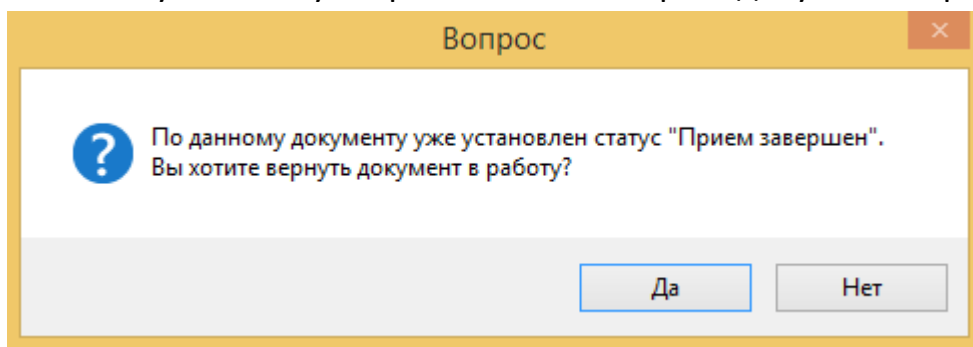 Вопрос
По данному документу уже установлен статус "Прием завершен".
Вы хотите вернуть документ в работу?
Да
Нет